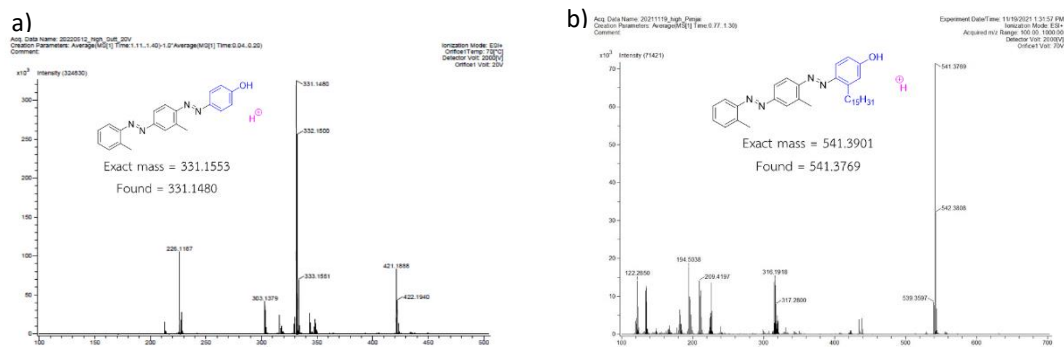 a)
Acq. Data Name: 20220512_high_Sutt_20V
Creation Parameters: Average(MS[1] Time:1.11..1.40)-1.0*Average(MS[1] Time:0.04..0.20)
Comment:
Ionization Mode: ESI+
Orifice1 Temp: 70[°C]
Detector Volt: 2000[V]
Orifice1 Volt: 20V
x10³ Intensity (324830)
331.1480
332.1508
300
250
200
150
100
50
0
OH
N=N
N=N
H
⊕
Exact mass = 331.1553
Found = 331.1480
226.1187
303.1379
333.1551
421.1888
422.1940
100 150 200 250 300 350 400 450 500
b)
Acq. Data Name: 20211119_high_Pimjai
Creation Parameters: Average(MS[1] Time:0.77..1.30)
Comment:
Experiment Date/Time: 11/19/2021 1:31:57 PM
Ionization Mode: ESI+
Acquired m/z Range: 100.00..1000.00
Detector Volt: 2000[V]
Orifice1 Volt: 70V
x10³ Intensity (71421)
541.3769
70
60
50
40
30
20
10
0
OH
N=N
N=N
C₁₅H₃₁
H
⊕
Exact mass = 541.3901
Found = 541.3769
542.3808
539.3597
122.2650
194.5038
209.4197
316.1918
317.2800
100 200 300 400 500 600 700